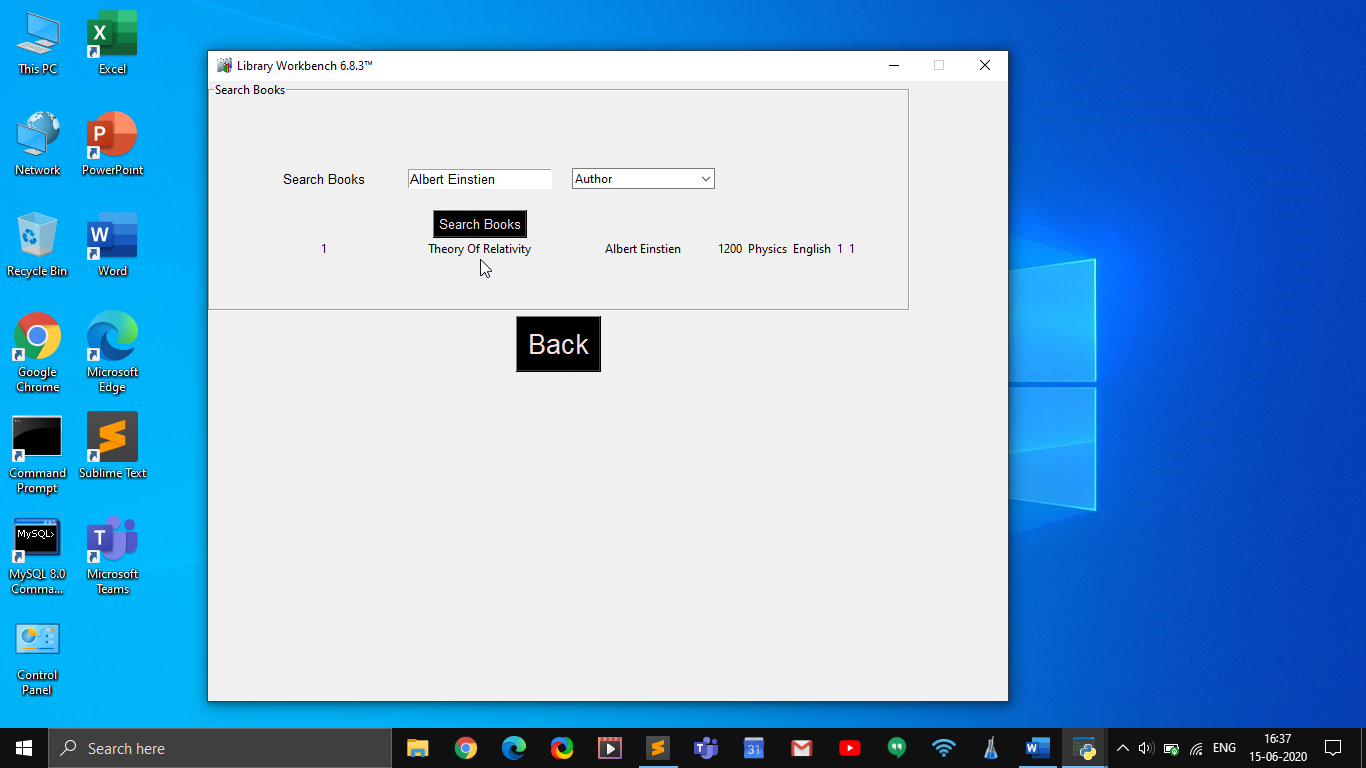 This PC
Excel
Network
PowerPoint
Recycle Bin
Word
Google
Chrome
Microsoft
Edge
Command
Prompt
Sublime Text
MySQL>
MySQL 8.0
Comma...
Microsoft
Teams
Control
Panel
Library Workbench 6.8.3™
Search Books
Search Books Albert Einstien Author
Search Books
1 Theory Of Relativity Albert Einstien 1200 Physics English 1 1
Back
Search here
31
ENG
16:37
15-06-2020